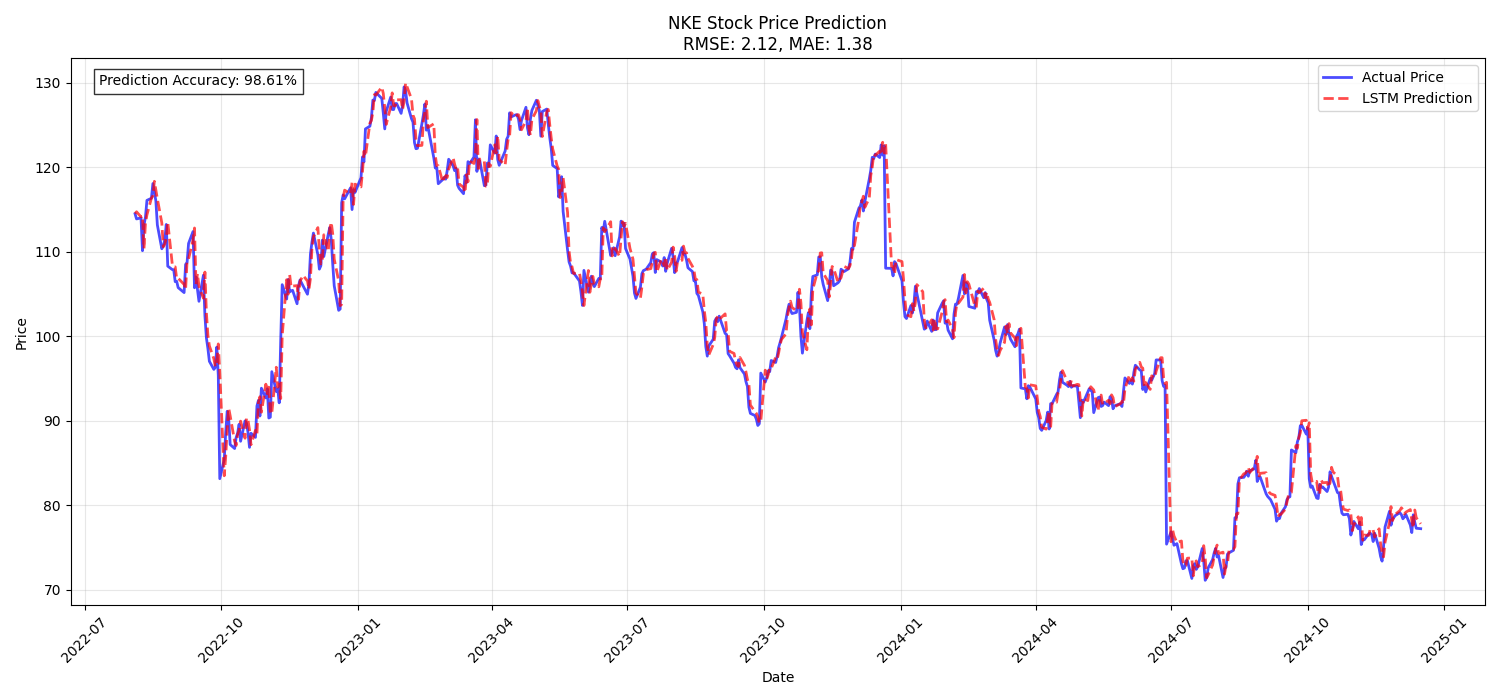 NKE Stock Price Prediction
RMSE: 2.12, MAE: 1.38
Prediction Accuracy: 98.61%
Actual Price
LSTM Prediction
Price
130
120
110
100
90
80
70
2022-07
2022-10
2023-01
2023-04
2023-07
2023-10
2024-01
2024-04
2024-07
2024-10
2025-01
Date